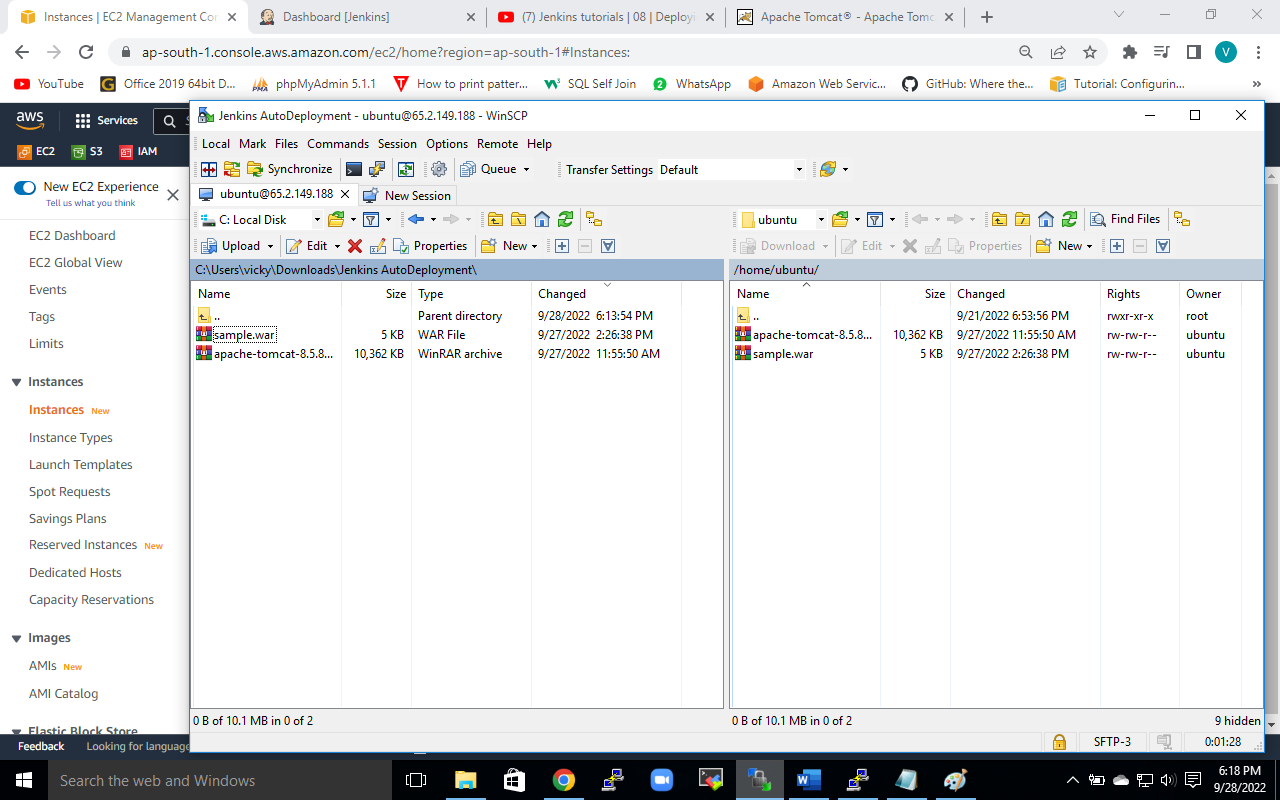 Instances | EC2 Management Cor
Dashboard [Jenkins]
(7) Jenkins tutorials | 08 | Deployi
Apache Tomcat® - Apache Tomc
ap-south-1.console.aws.amazon.com/ec2/home?region=ap-south-1#Instances:
V
YouTube
Office 2019 64bit D...
phpMyAdmin 5.1.1
How to print patter...
SQL Self Join
2 WhatsApp
Amazon Web Servic...
GitHub: Where the...
Tutorial: Configurin...
»
aws
Services
EC2
S3
IAM
New EC2 Experience
Tell us what you think
EC2 Dashboard
EC2 Global View
Events
Tags
Limits
Instances
Instances New
Instance Types
Launch Templates
Spot Requests
Savings Plans
Reserved Instances New
Dedicated Hosts
Capacity Reservations
Images
AMIs New
AMI Catalog
Elastic Block Store
Feedback
Looking for language
Jenkins AutoDeployment - ubuntu@65.2.149.188 - WinSCP
Local Mark Files Commands Session Options Remote Help
Synchronize
Queue
Transfer Settings Default
ubuntu@65.2.149.188
New Session
C: Local Disk
ubuntu
Find Files
Upload
Edit
Properties
New
Download
Edit
Properties
New
C:\Users\vicky\Downloads\Jenkins AutoDeployment\
Name Size Type Changed
.. Parent directory 9/28/2022 6:13:54 PM
sample.war 5 KB WAR File 9/27/2022 2:26:38 PM
apache-tomcat-8.5.8... 10,362 KB WinRAR archive 9/27/2022 11:55:50 AM
0 B of 10.1 MB in 0 of 2
/home/ubuntu/
Name Size Changed Rights Owner
.. 9/21/2022 6:53:56 PM rwxr-xr-x root
apache-tomcat-8.5.8... 10,362 KB 9/27/2022 11:55:50 AM rw-rw-r-- ubuntu
sample.war 5 KB 9/27/2022 2:26:38 PM rw-rw-r-- ubuntu
0 B of 10.1 MB in 0 of 2
9 hidden
SFTP-3
0:01:28
Search the web and Windows
6:18 PM
9/28/2022